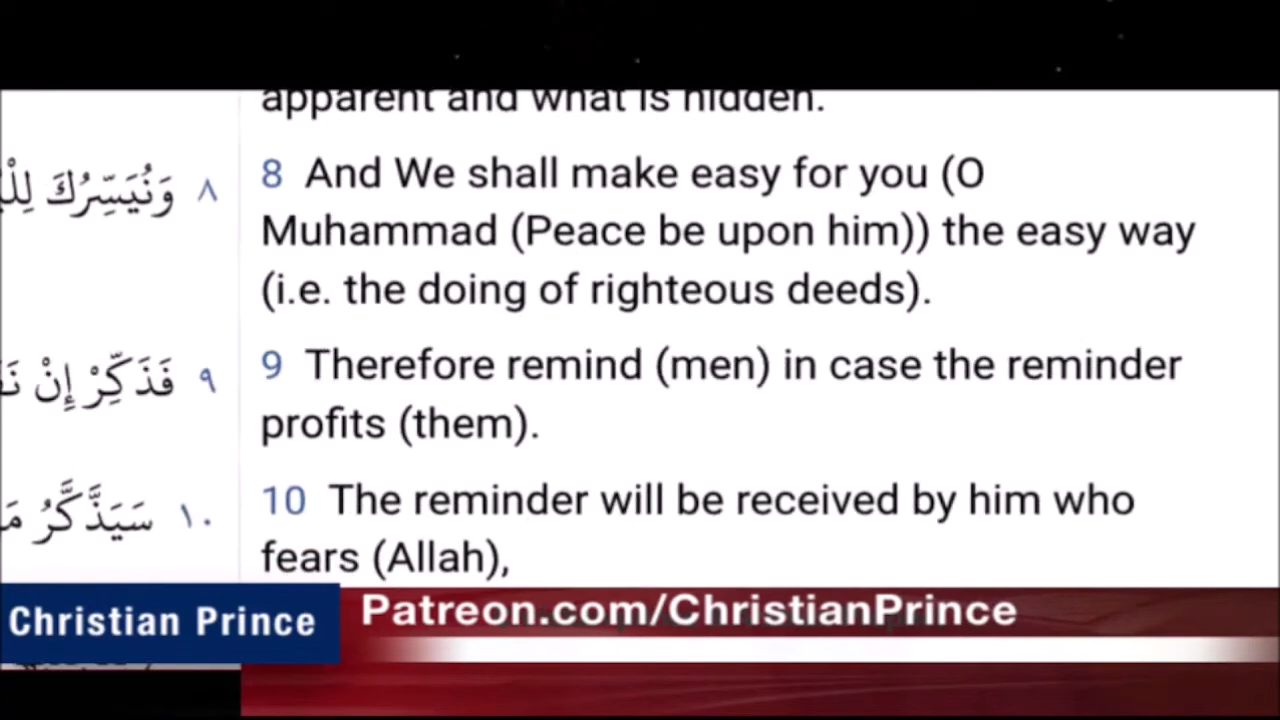 apparent and what is hidden.
وَنُيَسِّرُكَ ٨
8 And We shall make easy for you (O
Muhammad (Peace be upon him)) the easy way
(i.e. the doing of righteous deeds).
فَذَكِّرْ إِنْ ٩
9 Therefore remind (men) in case the reminder
profits (them).
سَيَذَّكَّرُ ١٠
10 The reminder will be received by him who
fears (Allah),
Christian Prince
Patreon.com/ChristianPrince